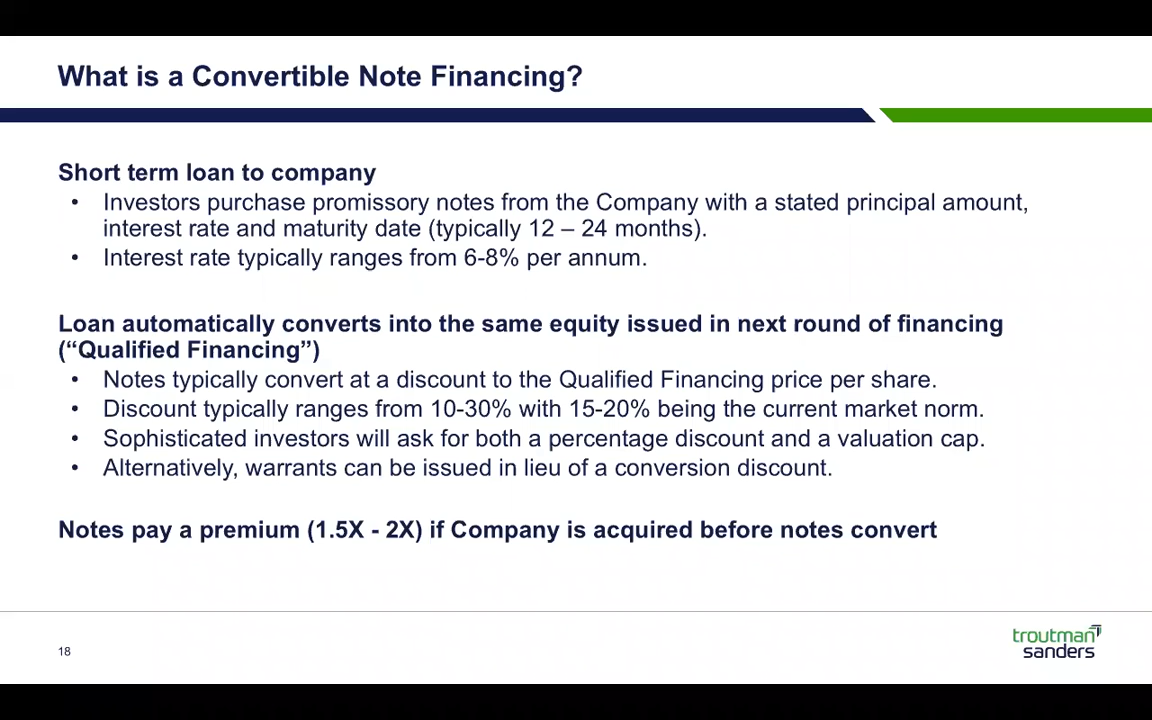 What is a Convertible Note Financing?
Short term loan to company
• Investors purchase promissory notes from the Company with a stated principal amount,
interest rate and maturity date (typically 12 – 24 months).
• Interest rate typically ranges from 6-8% per annum.
Loan automatically converts into the same equity issued in next round of financing
(“Qualified Financing”)
• Notes typically convert at a discount to the Qualified Financing price per share.
• Discount typically ranges from 10-30% with 15-20% being the current market norm.
• Sophisticated investors will ask for both a percentage discount and a valuation cap.
• Alternatively, warrants can be issued in lieu of a conversion discount.
Notes pay a premium (1.5X - 2X) if Company is acquired before notes convert
18
troutman
sanders